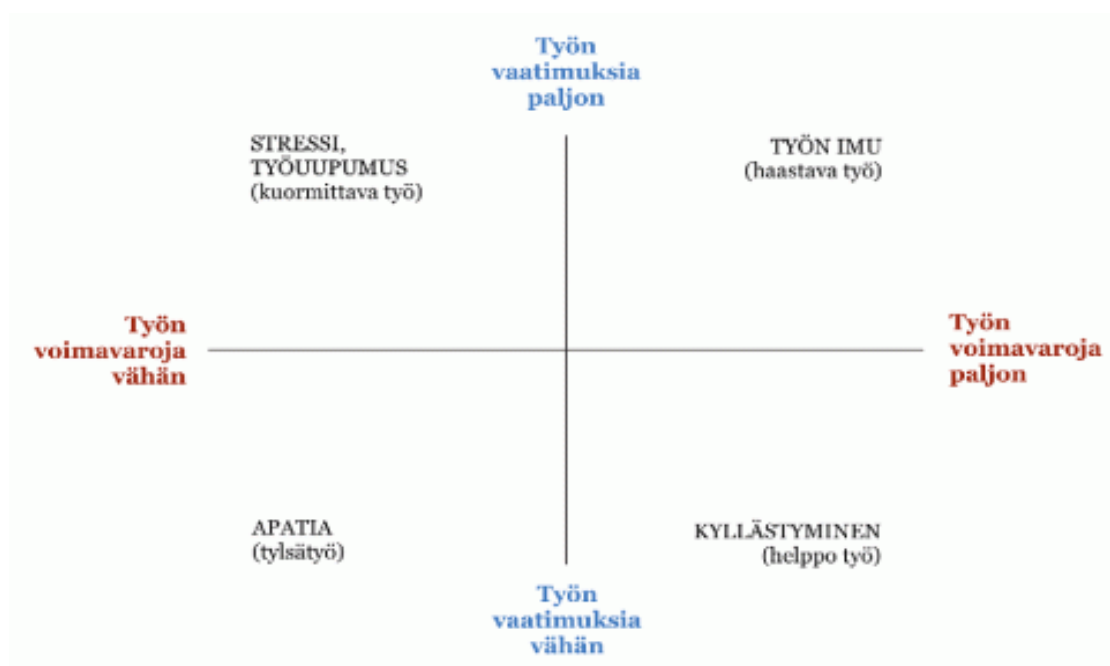 Työn
vaatimuksia
paljon
STRESSI,
TYÖUUPUMUS
(kuormittava työ)
TYÖN IMU
(haastava työ)
Työn
voimavaroja
vähän
Työn
voimavaroja
paljon
APATIA
(tylsätyö)
KYLLÄSTYMINEN
(helppo työ)
Työn
vaatimuksia
vähän